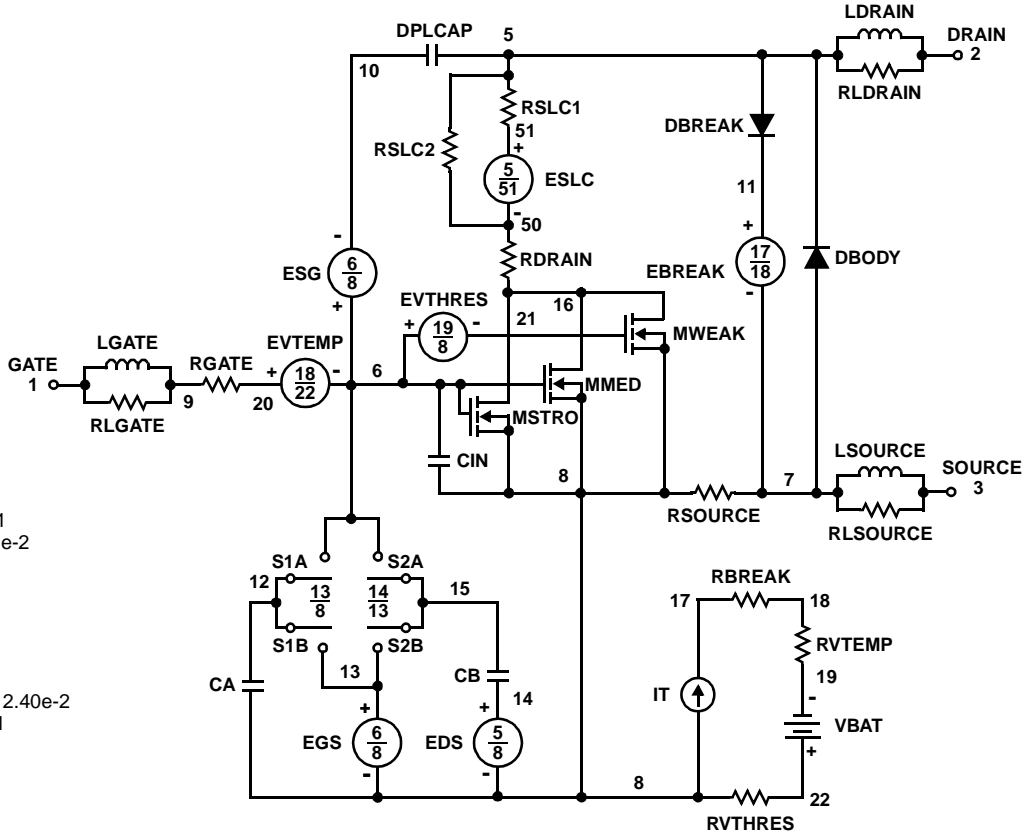 LDRAIN
DPLCAP 5 DRAIN
10 2
RLDRAIN
RSLC1
DBREAK
51
+
RSLC2
5
51
ESLC
11
-
50
-
+
17
18
6
8
ESG
RDRAIN
EBREAK
DBODY
+
EVTHRES
16
-
+ 19
8
-
21
MWEAK
LGATE
EVTEMP
GATE
1
RGATE
+ 18
22
-
6
MMED
9
20
MSTRO
RLGATE
LSOURCE
CIN
8
7
SOURCE
3
RSOURCE
RLSOURCE
e-2
S1A
S2A
12
13
8
14
13
15
RBREAK
17
18
S1B
S2B
RVTEMP
13
CB
19
CA
14
IT
-
2.40e-2
+
+
VBAT
EGS
6
8
EDS
5
8
+
-
-
8
22
RVTHRES